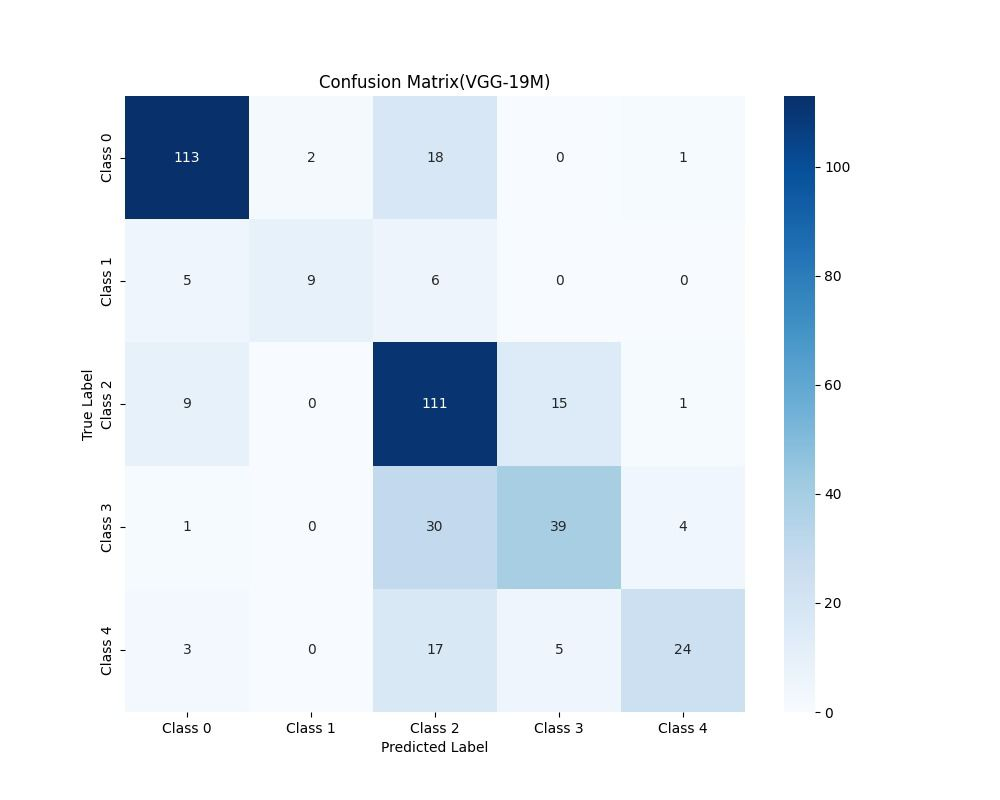 Confusion Matrix(VGG-19M)
Class 0
113 2 18 0 1
Class 1
5 9 6 0 0
Class 2
9 0 111 15 1
Class 3
1 0 30 39 4
Class 4
3 0 17 5 24
True Label
Class 0 Class 1 Class 2 Class 3 Class 4
Predicted Label
100
80
60
40
20
0